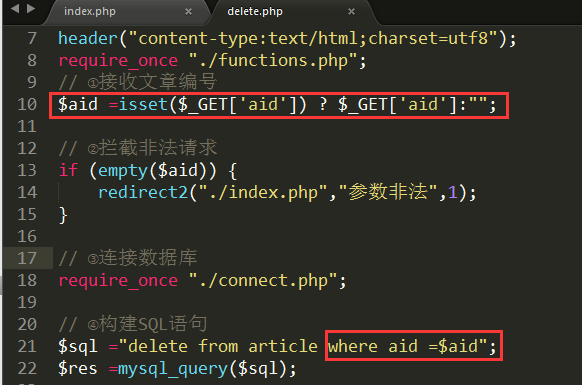 index.php × delete.php ×
7 header("content-type:text/html;charset=utf8");
8 require_once "./functions.php";
9 // ①接收文章编号
10 $aid =isset($_GET['aid']) ? $_GET['aid']:"";
11
12 // ②拦截非法请求
13 if (empty($aid)) {
14 redirect2("./index.php","参数非法",1);
15 }
16
17 // ③连接数据库
18 require_once "./connect.php";
19
20 // ④构建SQL语句
21 $sql ="delete from article where aid =$aid";
22 $res =mysql_query($sql);